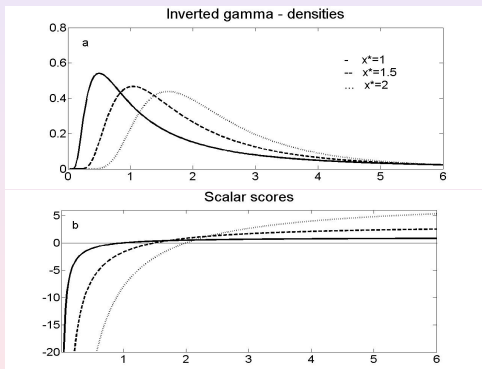 Inverted gamma - densities
0.8
a
- x*=1
0.6
-- x*=1.5
... x*=2
0.4
0.2
0
0 1 2 3 4 5 6
Scalar scores
5
b
0
-5
-10
-15
-20
1 2 3 4 5 6